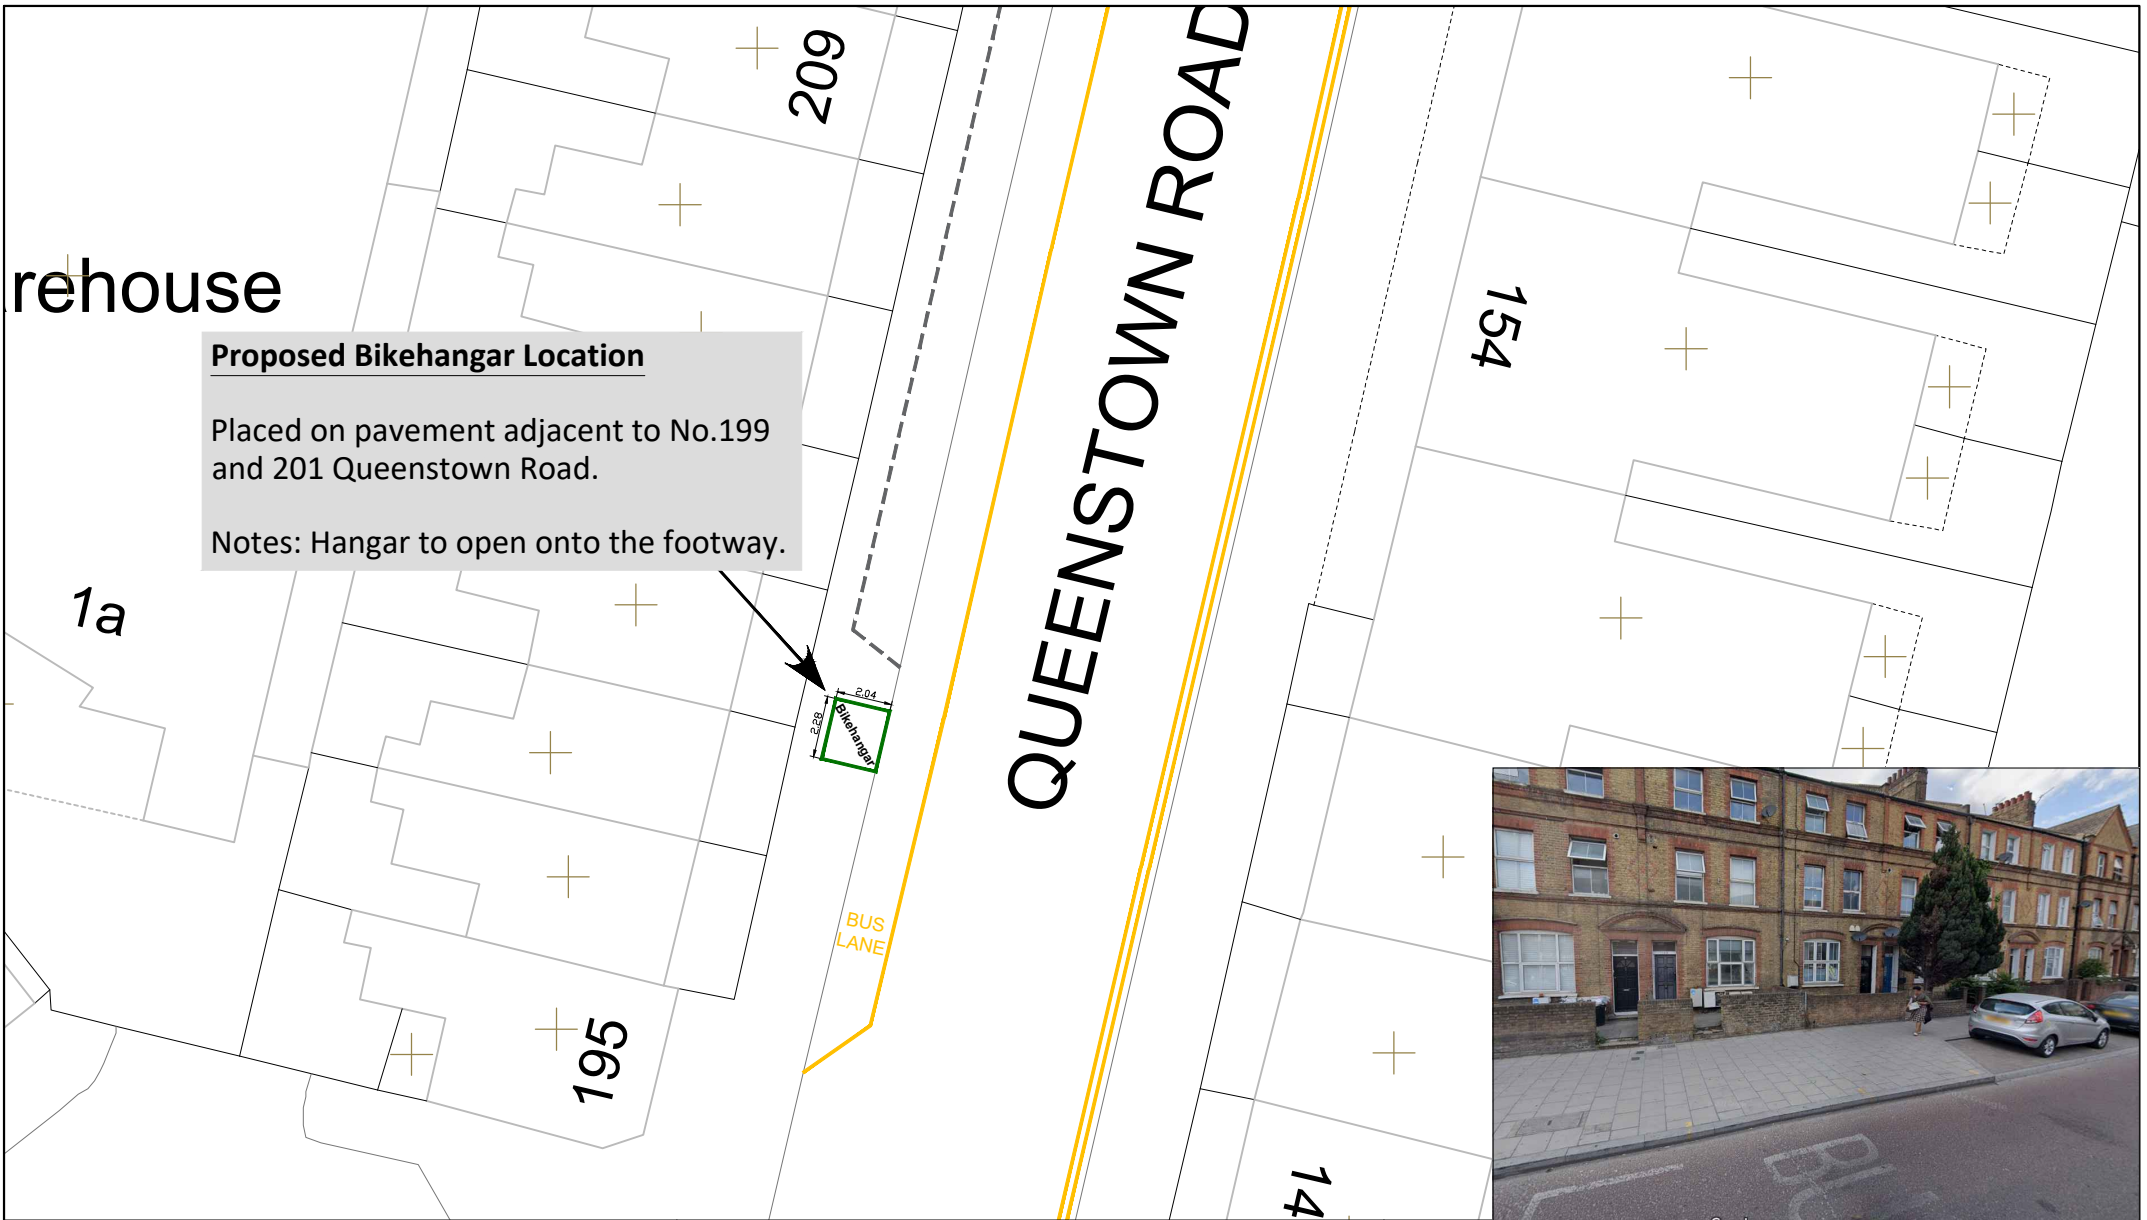 209
QUEENSTOWN ROAD
rehouse
154
Proposed Bikehangar Location
Placed on pavement adjacent to No.199
and 201 Queenstown Road.
Notes: Hangar to open onto the footway.
1a
2.04
2.28
Bikehangar
BUS
LANE
195
14
BU